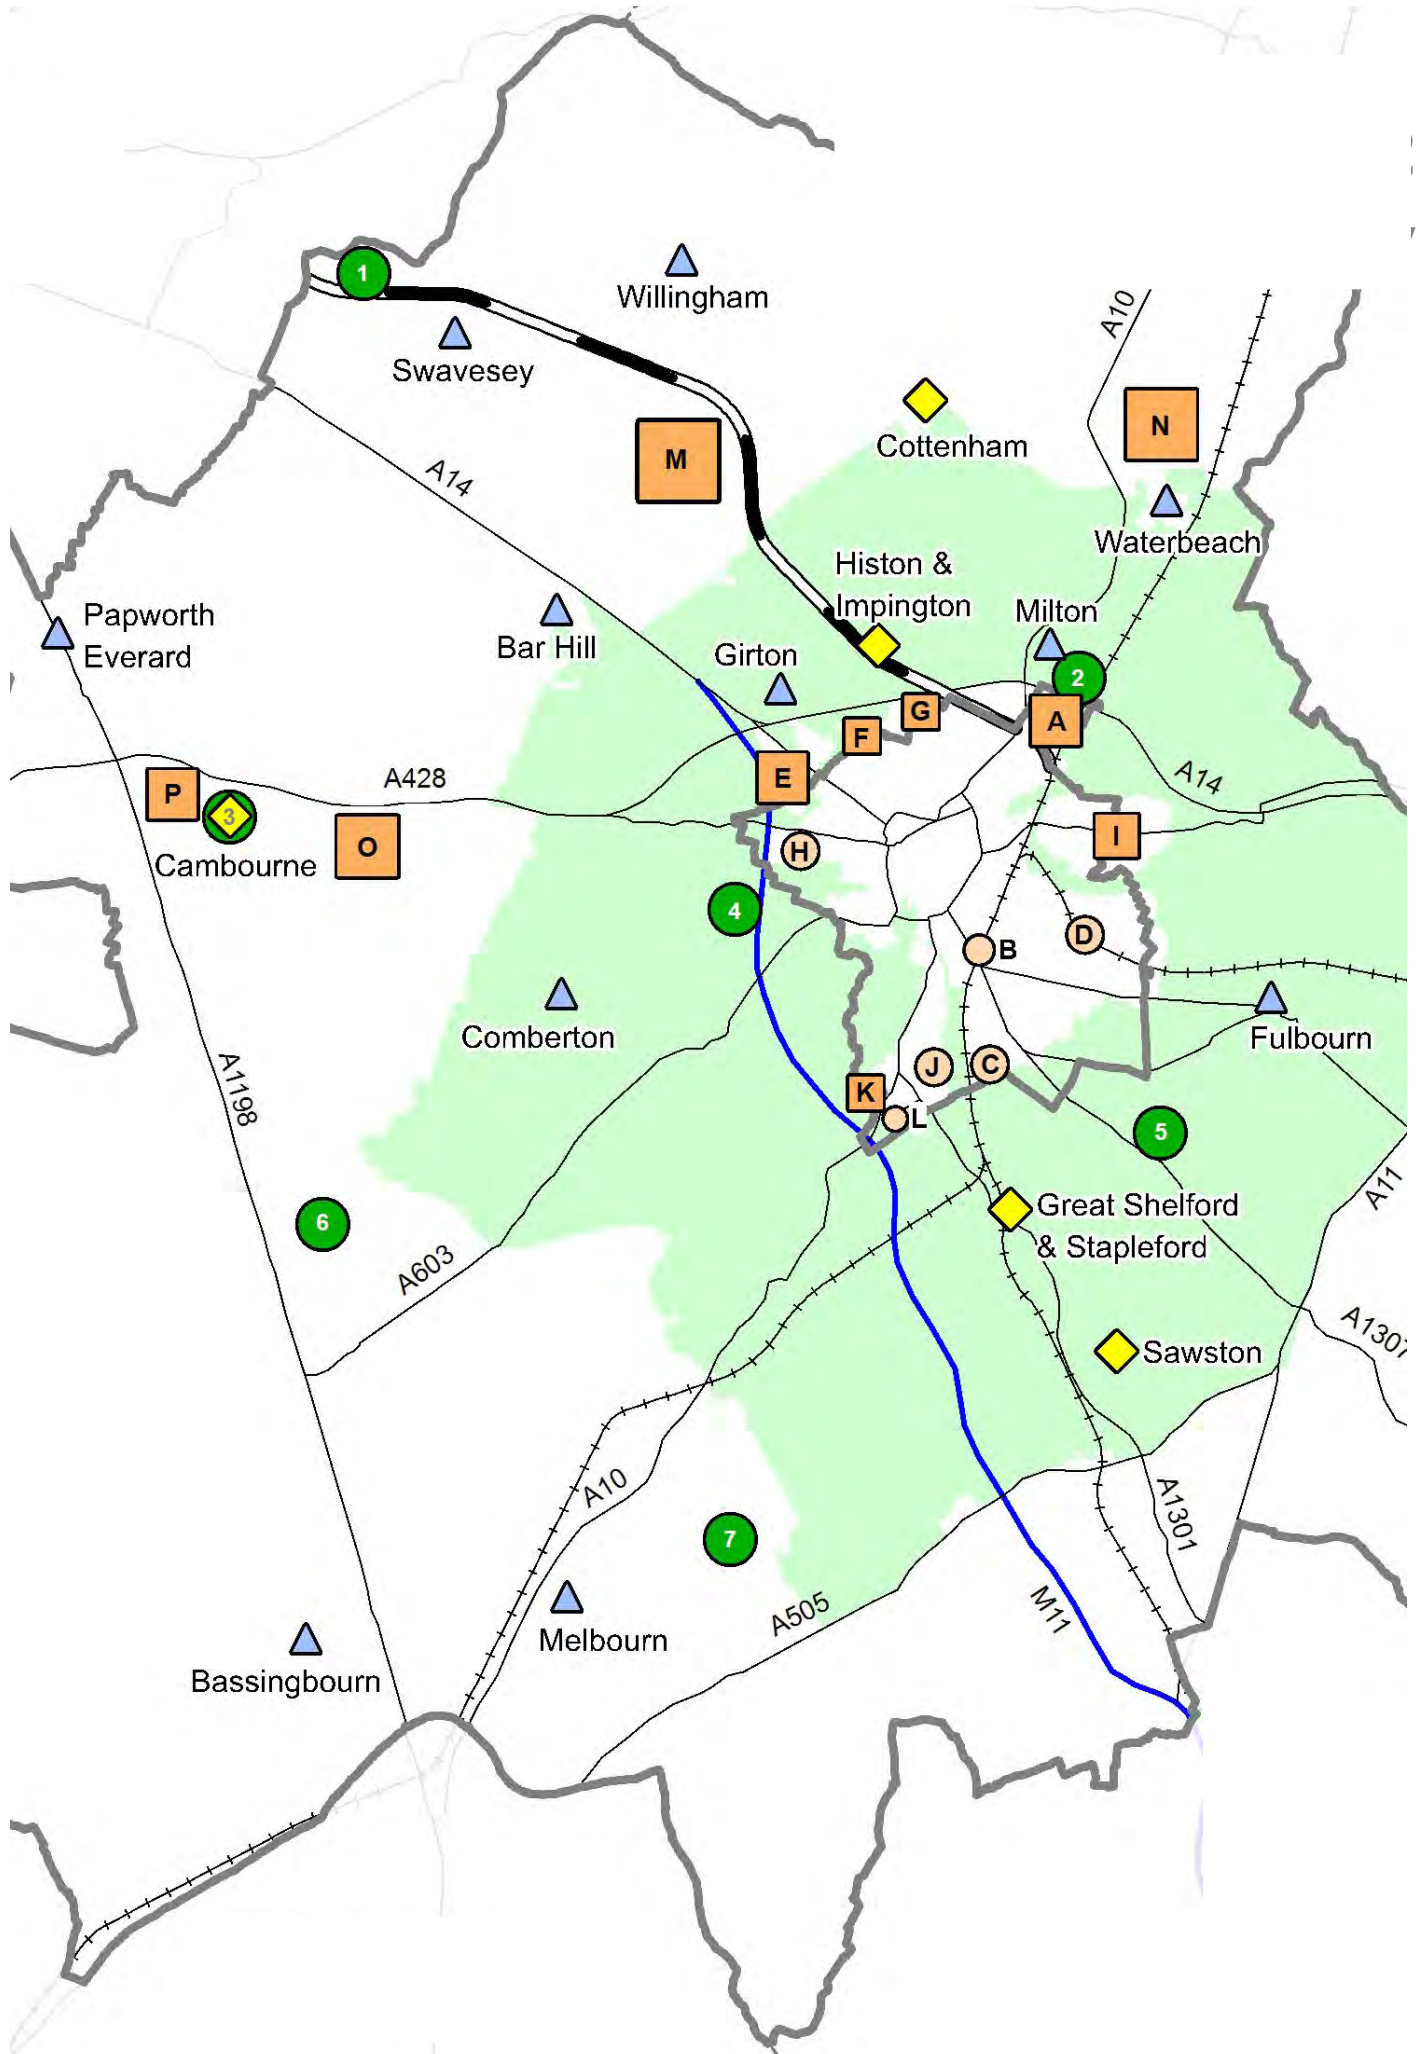 1
Willingham
A10
Swavesey
Cottenham
N
M
A14
Waterbeach
Histon &
Impington
Milton
Papworth
Everard
Bar Hill
Girton
2
G
A
F
A14
E
A428
P
3
I
O
H
Cambourne
4
D
B
Comberton
Fulbourn
J
C
K
L
A1198
5
A11
6
Great Shelford
& Stapleford
A603
A1307
Sawston
A10
A1301
7
M11
A505
Melbourn
Bassingbourn